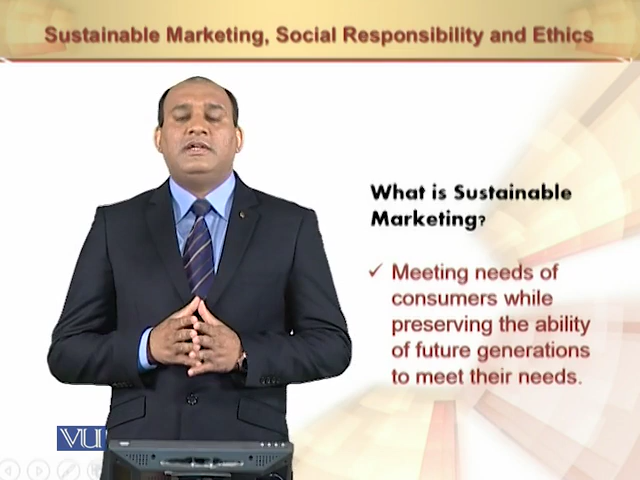 Sustainable Marketing, Social Responsibility and Ethics
What is Sustainable
Marketing?
✓ Meeting needs of
consumers while
preserving the ability
of future generations
to meet their needs.
VU